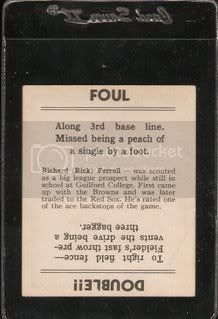 FOUL
Along 3rd base line.
Missed being a peach of
a single by a foot.
Richard (Rick) Ferrell — was scouted
as a big league prospect while still
school at Guilford College. First came
up with the Browns and was later
traded to the Red Sox. He's rated one
of the ace backstops of the game.
DOUBLE!!
To right field fence—
Fielder's fast throw pre-
vents the drive being a
three bagger.
photobucket